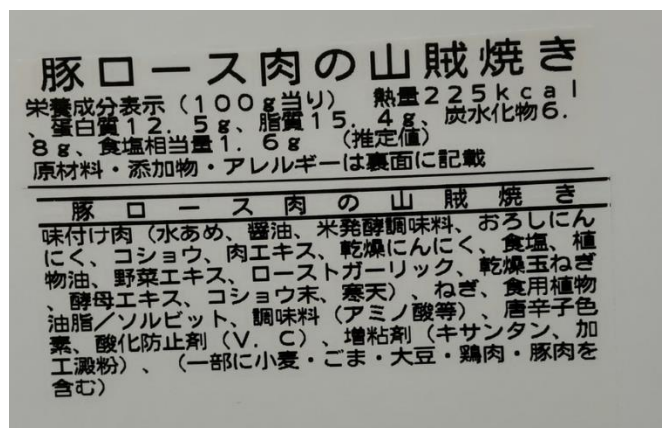 豚ロース肉の山賊焼き
栄養成分表示（１００ｇ当り）　熱量２２５ｋｃａｌ
、蛋白質１２．５ｇ、脂質１５．４ｇ、炭水化物６．
８ｇ、食塩相当量１．６ｇ　（推定値）
原材料・添加物・アレルギーは裏面に記載
豚ロース肉の山賊焼き
味付け肉（水あめ、醤油、米発酵調味料、おろしにん
にく、コショウ、肉エキス、乾燥にんにく、食塩、植
物油、野菜エキス、ローストガーリック、乾燥玉ねぎ
、酵母エキス、コショウ末、寒天）、ねぎ、食用植物
油脂／ソルビット、調味料（アミノ酸等）、唐辛子色
素、酸化防止剤（Ｖ．Ｃ）、増粘剤（キサンタン、加
工澱粉）、（一部に小麦・ごま・大豆・鶏肉・豚肉を
含む）